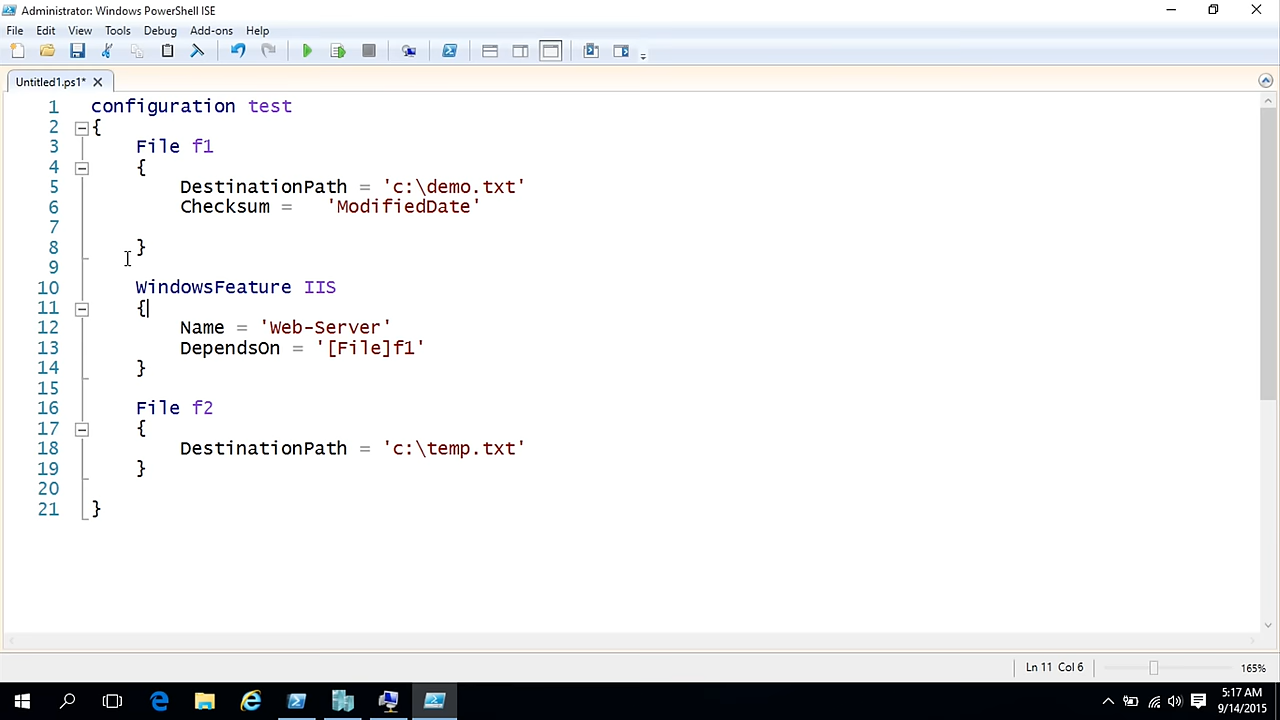 Administrator: Windows PowerShell ISE
File Edit View Tools Debug Add-ons Help
Untitled1.ps1*
1 configuration test
2 {
3 File f1
4 {
5 DestinationPath = 'c:\demo.txt'
6 Checksum = 'ModifiedDate'
7
8 }
9
10 WindowsFeature IIS
11 {
12 Name = 'Web-Server'
13 DependsOn = '[File]f1'
14 }
15
16 File f2
17 {
18 DestinationPath = 'c:\temp.txt'
19 }
20
21 }
Ln 11 Col 6 165%
5:17 AM
9/14/2015